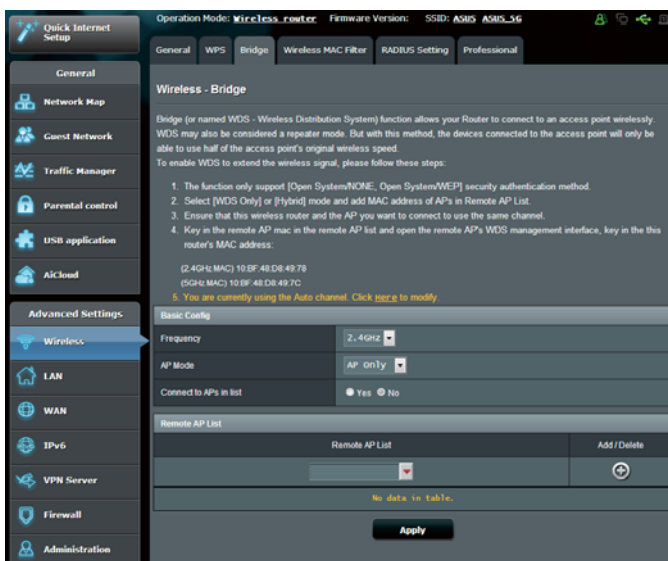 Quick Internet
Setup
Operation Mode: Wireless router Firmware Version: SSID: ASUS ASUS_5G
General WPS Bridge Wireless MAC Filter RADIUS Setting Professional
General
Network Map
Guest Network
Traffic Manager
Parental control
USB application
AiCloud
Advanced Settings
Wireless
LAN
WAN
IPv6
VPN Server
Firewall
Administration
Wireless - Bridge
Bridge (or named WDS - Wireless Distribution System) function allows your Router to connect to an access point wirelessly.
WDS may also be considered a repeater mode. But with this method, the devices connected to the access point will only be
able to use half of the access point's original wireless speed.
To enable WDS to extend the wireless signal, please follow these steps:
1. The function only support [Open System/NONE, Open System/WEP] security authentication method.
2. Select [WDS Only] or [Hybrid] mode and add MAC address of APs in Remote AP List.
3. Ensure that this wireless router and the AP you want to connect to use the same channel.
4. Key in the remote AP mac in the remote AP list and open the remote AP's WDS management interface, key in the this
router's MAC address:
(2.4GHz MAC) 10:BF:48:D8:49:78
(5GHz MAC) 10:BF:48:D8:49:7C
5. You are currently using the Auto channel. Click Here to modify.
Basic Config
Frequency 2.4GHz
AP Mode AP Only
Connect to APs in list Yes No
Remote AP List
Remote AP List Add / Delete
No data in table.
Apply